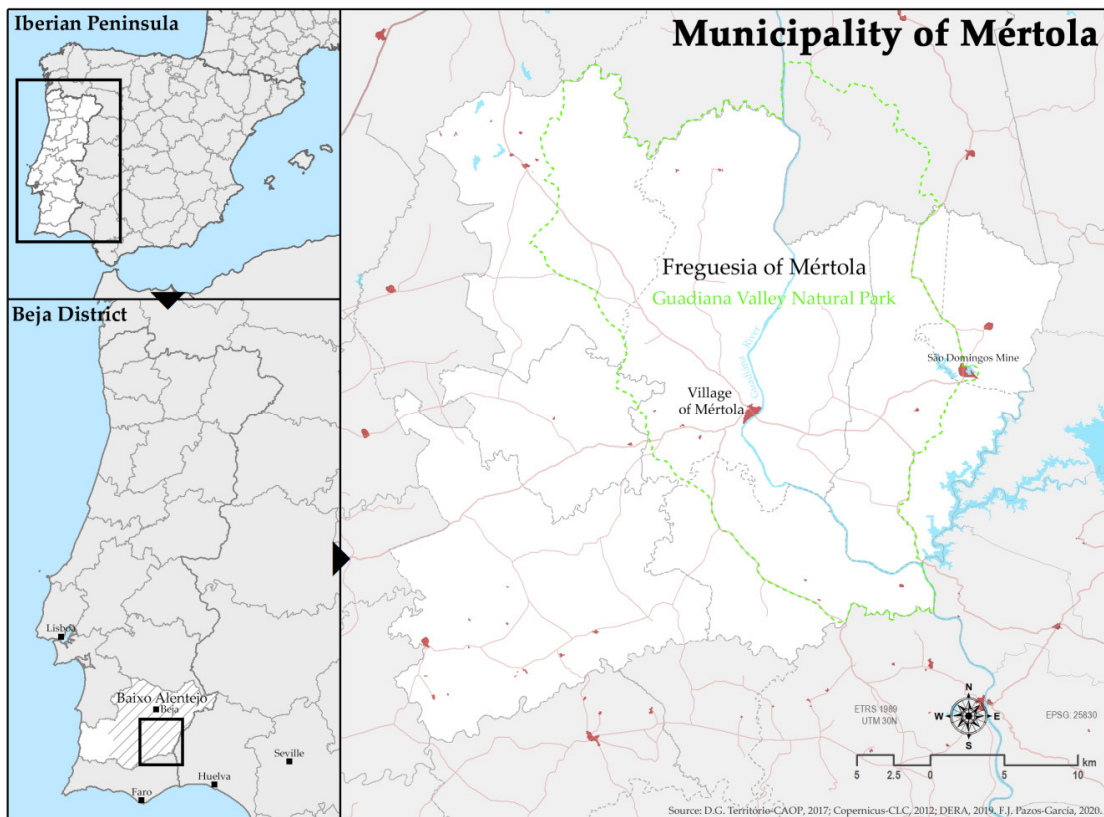 Iberian Peninsula
Beja District
Lisboa
Baixo Alentejo
Beja
Seville
Huelva
Faro
Municipality of Mértola
Freguesia of Mértola
Guadiana Valley Natural Park
Guadiana River
São Domingos Mine
Village
of Mértola
N
W E
S
ETRS 1989
UTM 30N
EPSG: 25830
5 2.5 0 5 10 km
Source: D.G. Território-CAOP, 2017; Copernicus-CLC, 2012; DERA, 2019. F.J. Pazos-García, 2020.